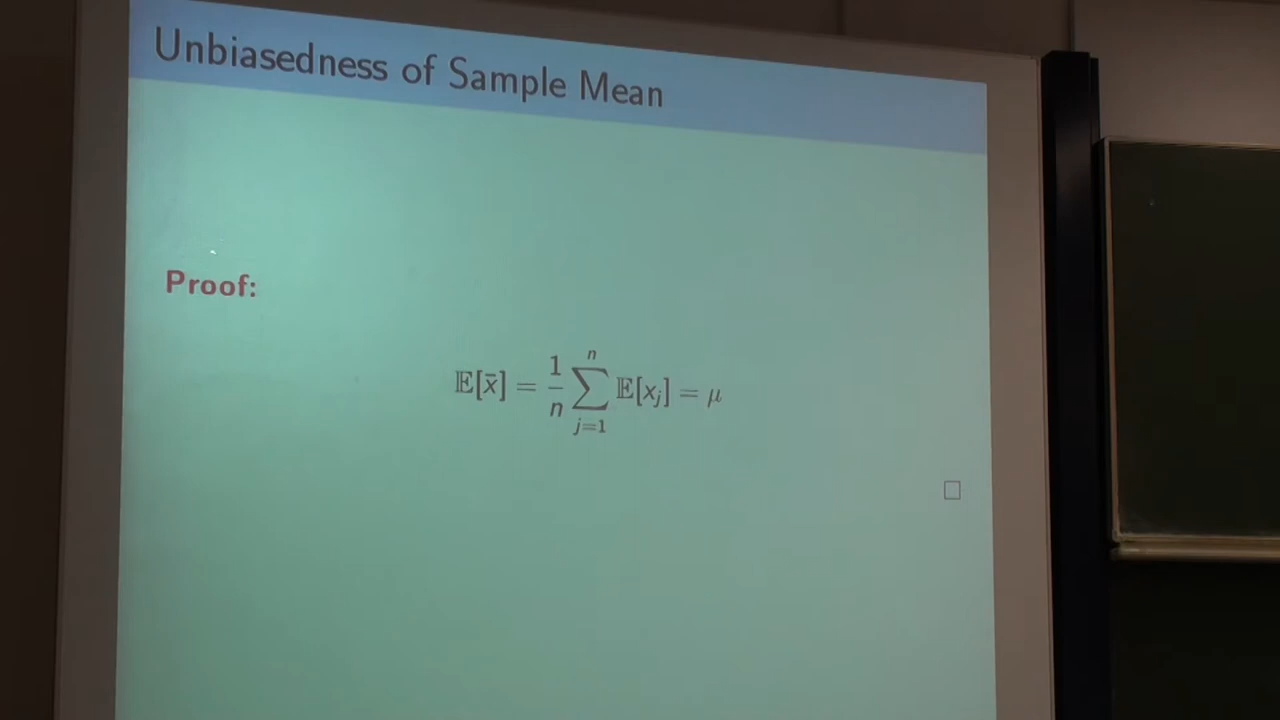 Unbiasedness of Sample Mean
Proof:
𝔼[x̄] = 1/n ∑_{j=1}^{n} 𝔼[x_j] = μ
□